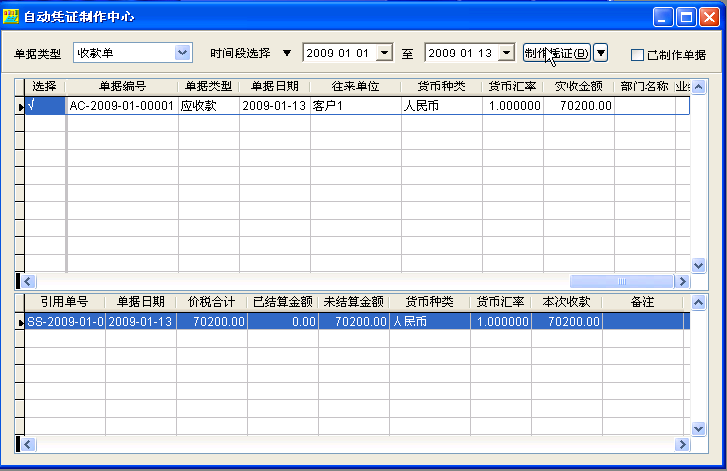 自动凭证制作中心
单据类型 收款单 时间段选择 ▼ 2009-01-01 至 2009-01-13 制作凭证(B) ▼ 已制作单据
选择 单据编号 单据类型 单据日期 往来单位 货币种类 货币汇率 实收金额 部门名称
√ AC-2009-01-00001 应收款 2009-01-13 客户1 人民币 1.000000 70200.00
引用单号 单据日期 价税合计 已结算金额 未结算金额 货币种类 货币汇率 本次收款 备注
SS-2009-01-0 2009-01-13 70200.00 0.00 70200.00 人民币 1.000000 70200.00